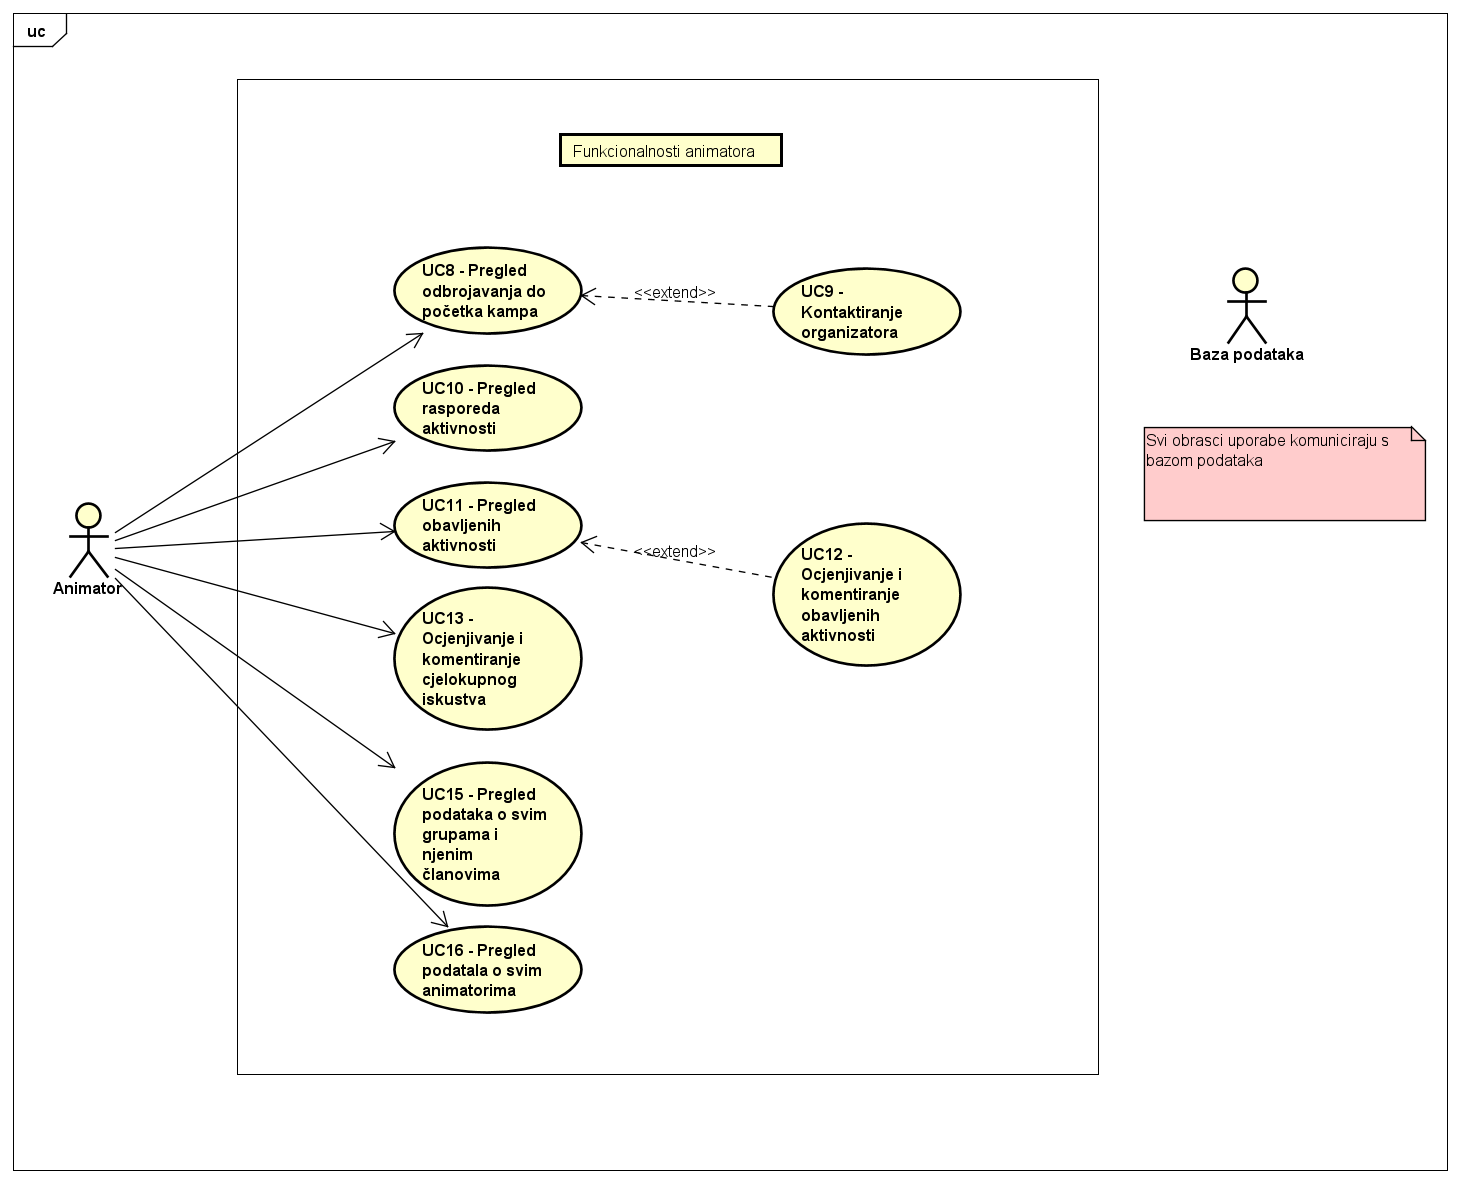 uc
Funkcionalnosti animatora
UC8 - Pregled
odbrojavanja do
početka kampa
<<extend>>
UC9 -
Kontaktiranje
organizatora
Baza podataka
UC10 - Pregled
rasporeda
aktivnosti
Svi obrasci uporabe komuniciraju s
bazom podataka
UC11 - Pregled
obavljenih
aktivnosti
<<extend>>
UC12 -
Ocjenjivanje i
komentiranje
obavljenih
aktivnosti
Animator
UC13 -
Ocjenjivanje i
komentiranje
cjelokupnog
iskustva
UC15 - Pregled
podataka o svim
grupama i
njenim
članovima
UC16 - Pregled
podatala o svim
animatorima